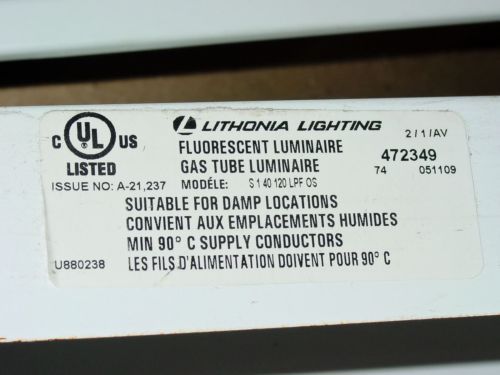 C UL US
LISTED
LITHONIA LIGHTING
2/1/AV
FLUORESCENT LUMINAIRE
472349
GAS TUBE LUMINAIRE
74 051109
ISSUE NO: A-21,237
MODÉLE: S 1 40 120 LPF OS
SUITABLE FOR DAMP LOCATIONS
CONVIENT AUX EMPLACEMENTS HUMIDES
MIN 90° C SUPPLY CONDUCTORS
U880238
LES FILS D'ALIMENTATION DOIVENT POUR 90° C